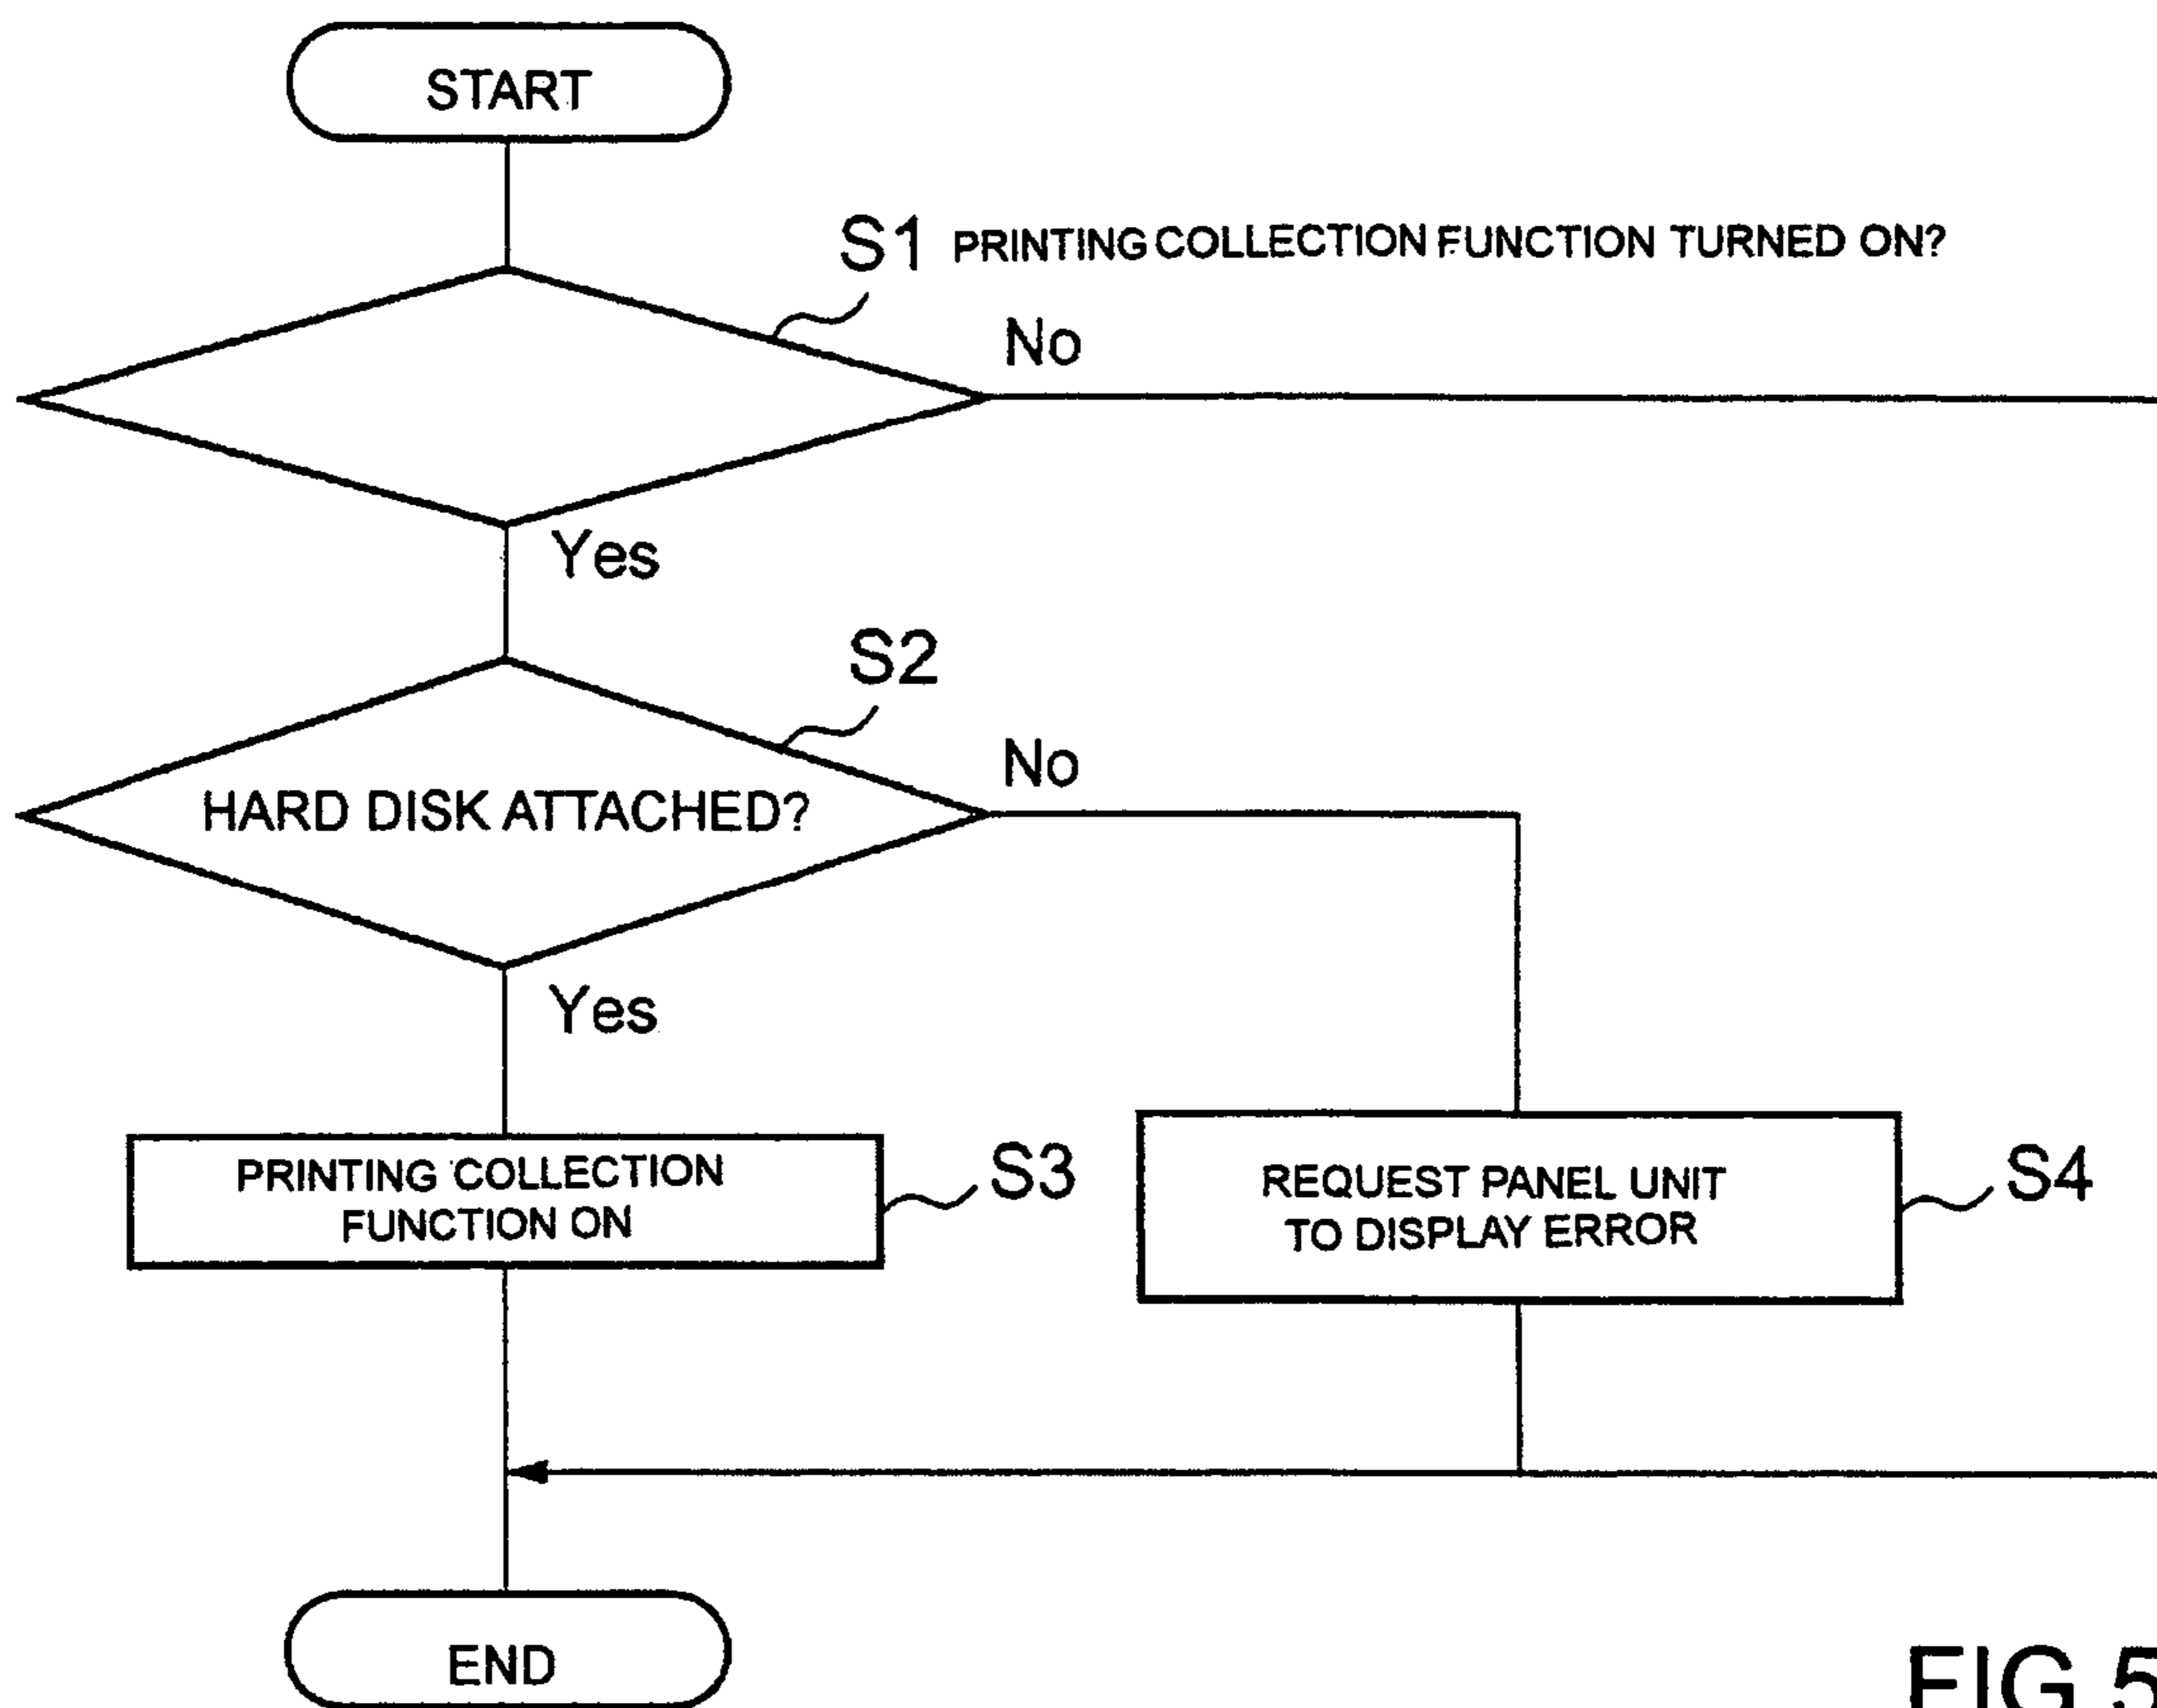 START
S1 PRINTING COLLECTION FUNCTION TURNED ON?
No
Yes
S2
HARD DISK ATTACHED?
No
Yes
PRINTING COLLECTION
FUNCTION ON
S3
REQUEST PANEL UNIT
TO DISPLAY ERROR
S4
END
FIG.5